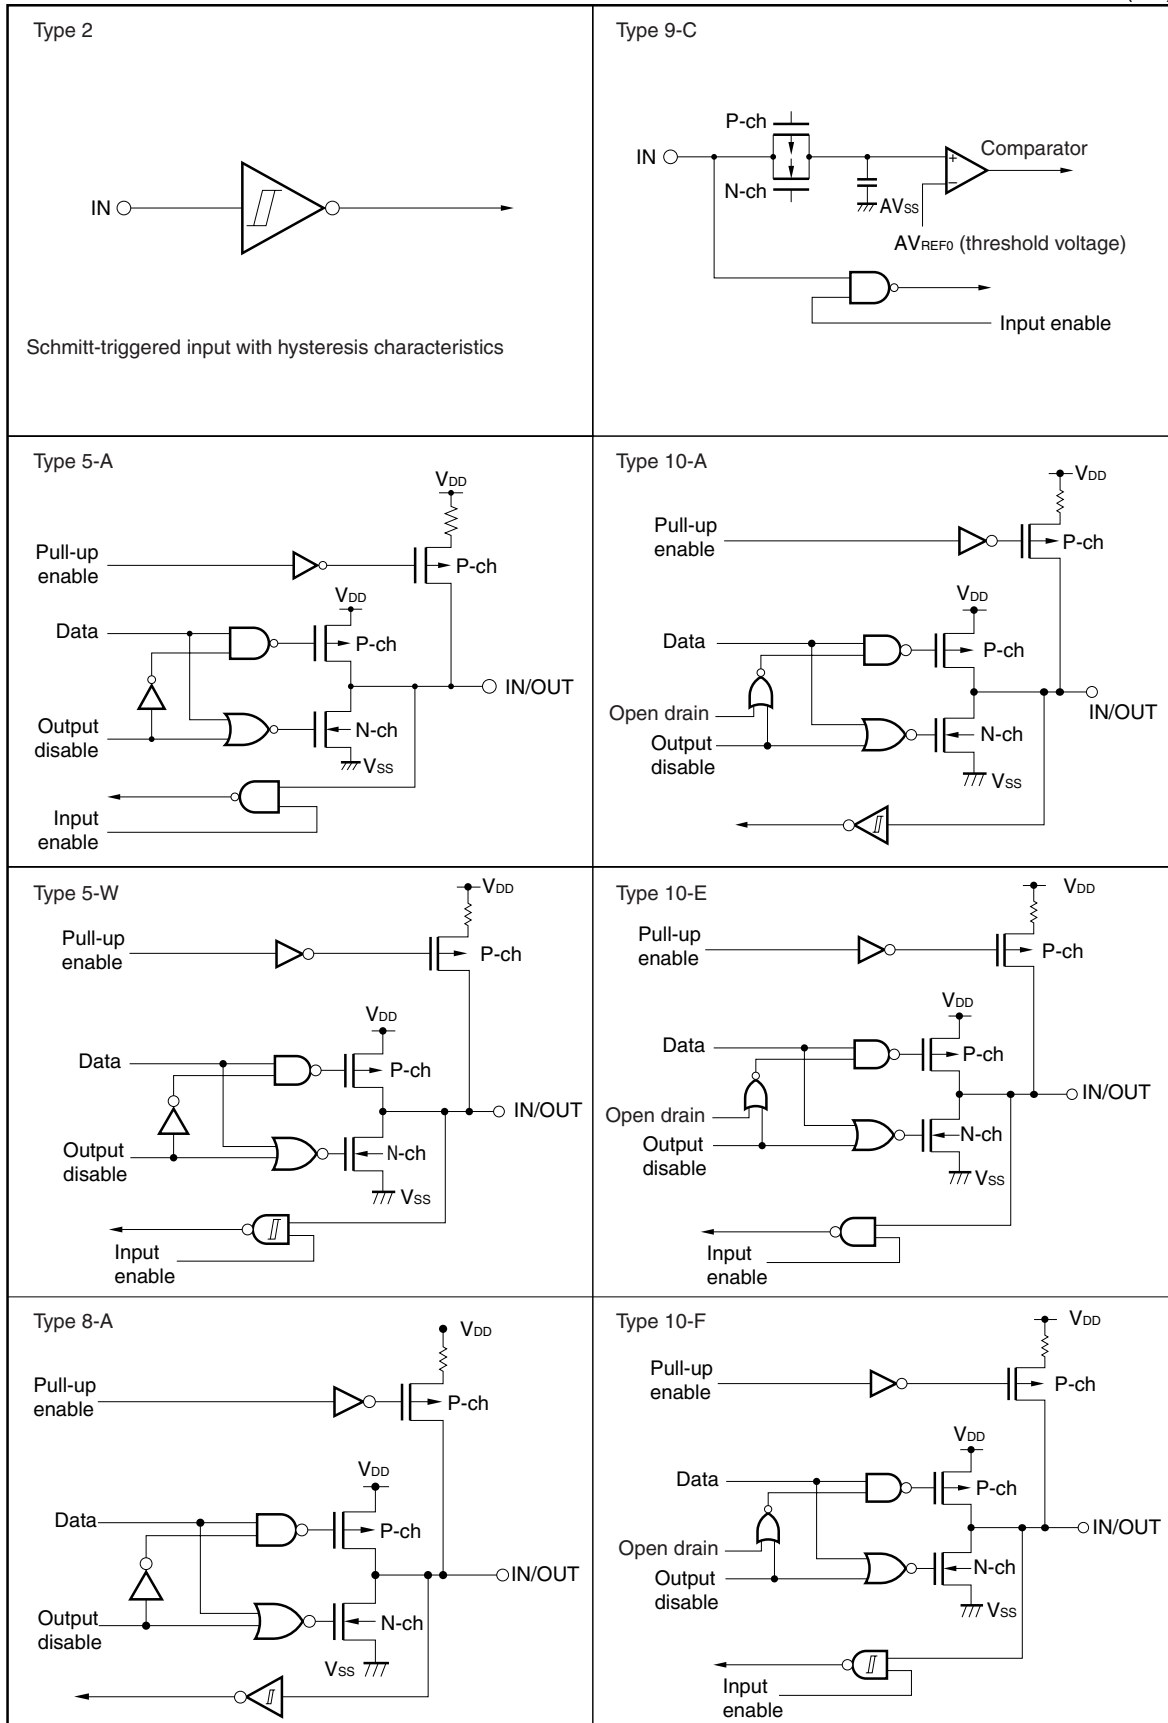 Type 2
IN
Schmitt-triggered input with hysteresis characteristics
Type 9-C
P-ch
IN
N-ch
Comparator
+
−
AVSS
AVREF0 (threshold voltage)
Input enable
Type 5-A
VDD
Pull-up
enable
P-ch
VDD
Data
P-ch
IN/OUT
Output
disable
N-ch
VSS
Input
enable
Type 10-A
VDD
Pull-up
enable
P-ch
VDD
Data
P-ch
Open drain
IN/OUT
Output
disable
N-ch
VSS
Type 5-W
VDD
Pull-up
enable
P-ch
VDD
Data
P-ch
IN/OUT
Output
disable
N-ch
VSS
Input
enable
Type 10-E
VDD
Pull-up
enable
P-ch
VDD
Data
P-ch
IN/OUT
Open drain
Output
disable
N-ch
VSS
Input
enable
Type 8-A
VDD
Pull-up
enable
P-ch
VDD
Data
P-ch
IN/OUT
Output
disable
N-ch
VSS
Type 10-F
VDD
Pull-up
enable
P-ch
VDD
Data
P-ch
IN/OUT
Open drain
Output
disable
N-ch
VSS
Input
enable